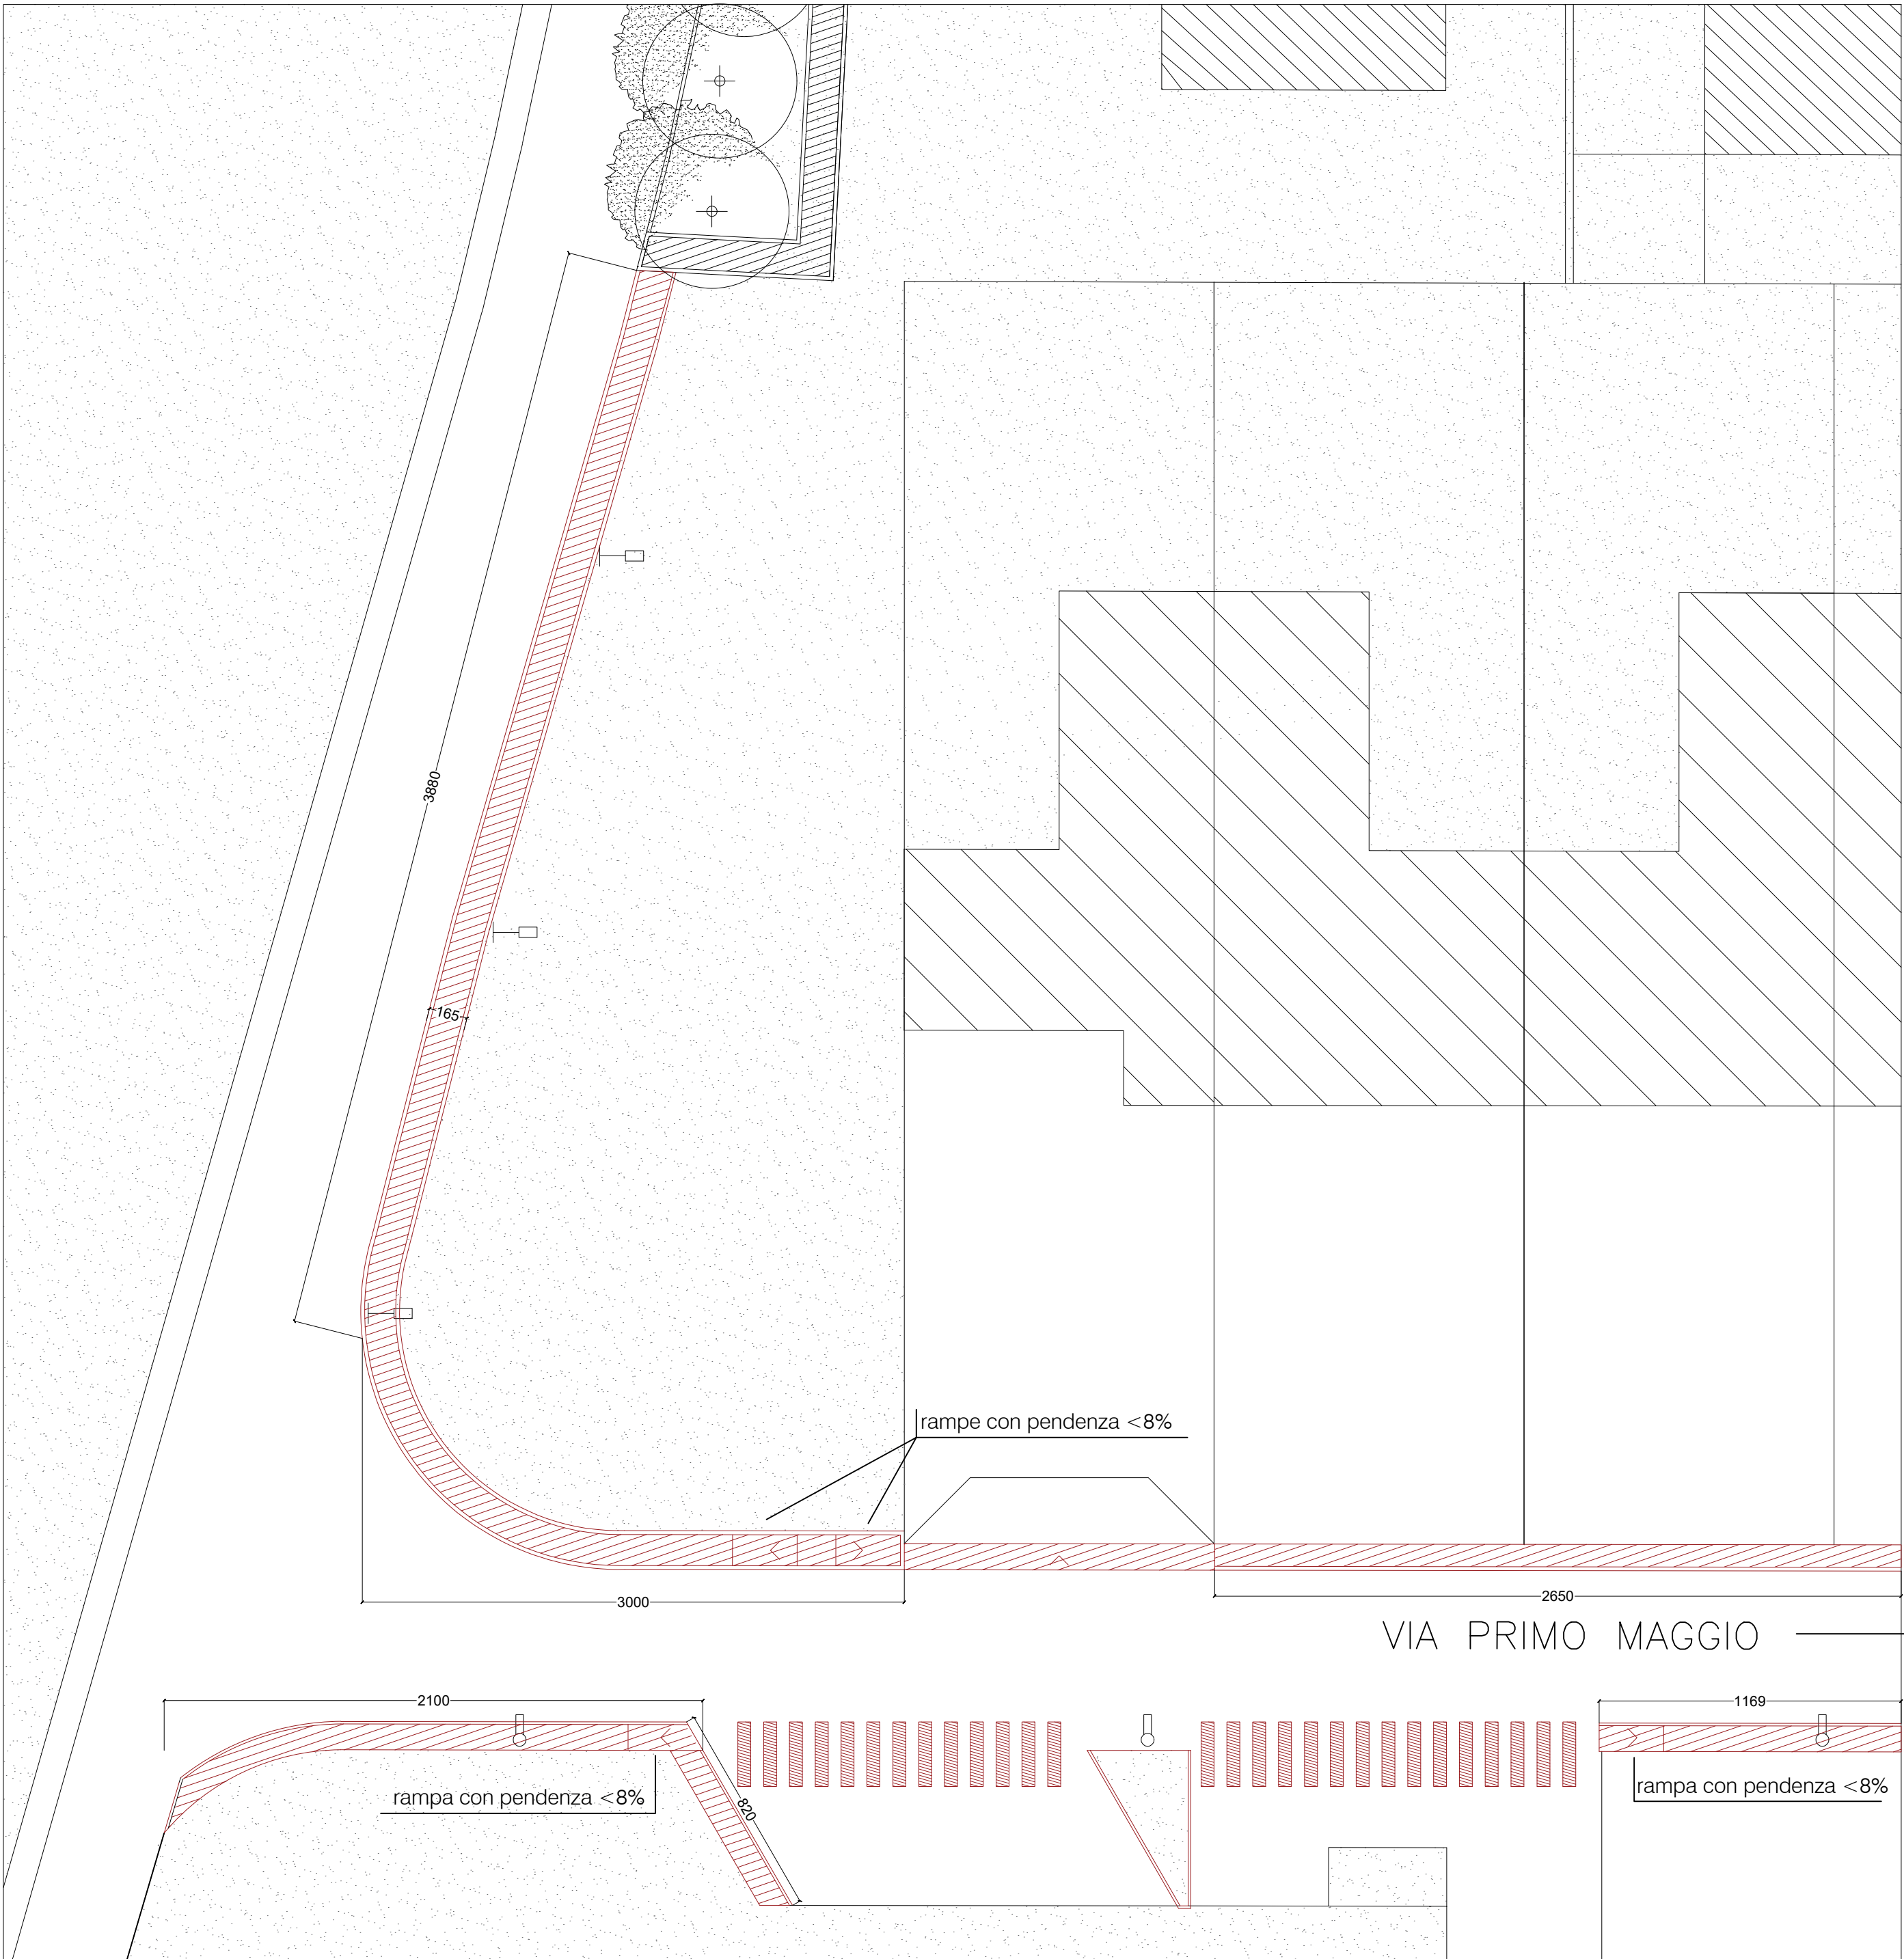 3880
165
rampe con pendenza <8%
3000
2650
VIA PRIMO MAGGIO
2100
1169
rampa con pendenza <8%
820
rampa con pendenza <8%